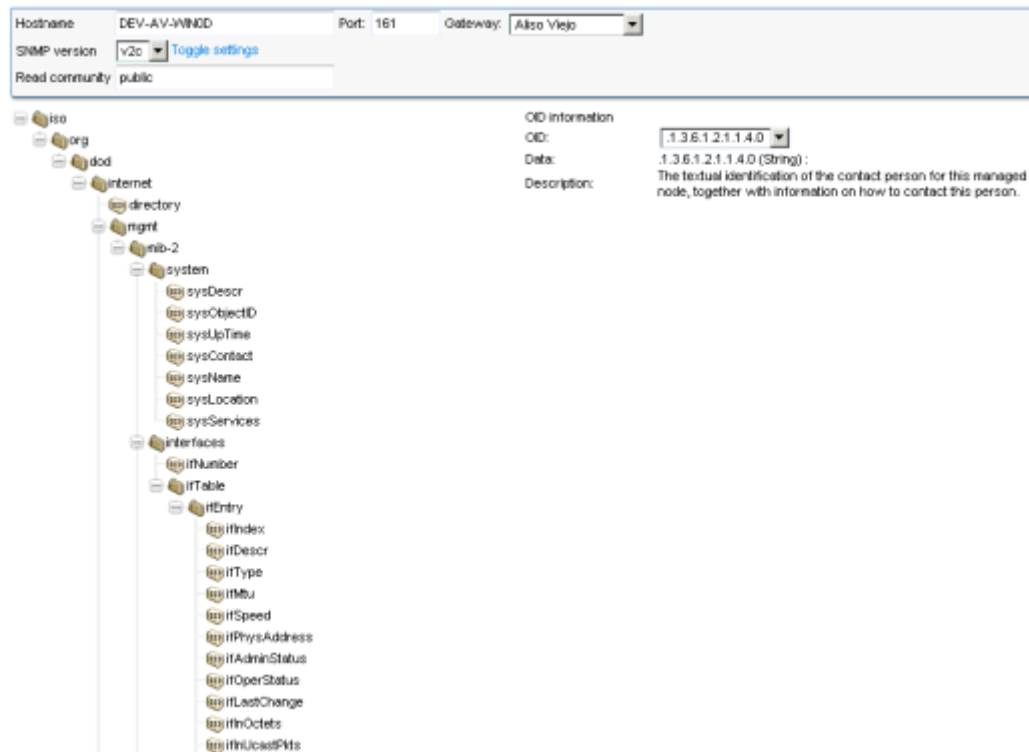 Hostname DEV-AV-WIN0D Port: 161 Gateway: Aliso Viejo
SNMP version v2c Toggle settings
Read community public
iso
org
dod
internet
directory
mgmt
mib-2
system
sysDescr
sysObjectID
sysUpTime
sysContact
sysName
sysLocation
sysServices
interfaces
ifNumber
ifTable
ifEntry
ifIndex
ifDescr
ifType
ifMtu
ifSpeed
ifPhysAddress
ifAdminStatus
ifOperStatus
ifLastChange
ifInOctets
ifInUcastPkts
OID information
OID: .1.3.6.1.2.1.1.4.0
Data: .1.3.6.1.2.1.1.4.0 (String) :
Description: The textual identification of the contact person for this managed
node, together with information on how to contact this person.